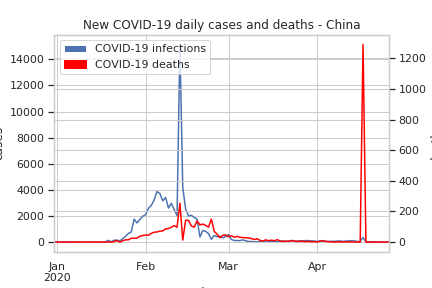 New COVID-19 daily cases and deaths - China
COVID-19 infections
COVID-19 deaths
14000
12000
10000
8000
6000
4000
2000
0
cases
1200
1000
800
600
400
200
0
Jan
2020
Feb
Mar
Apr